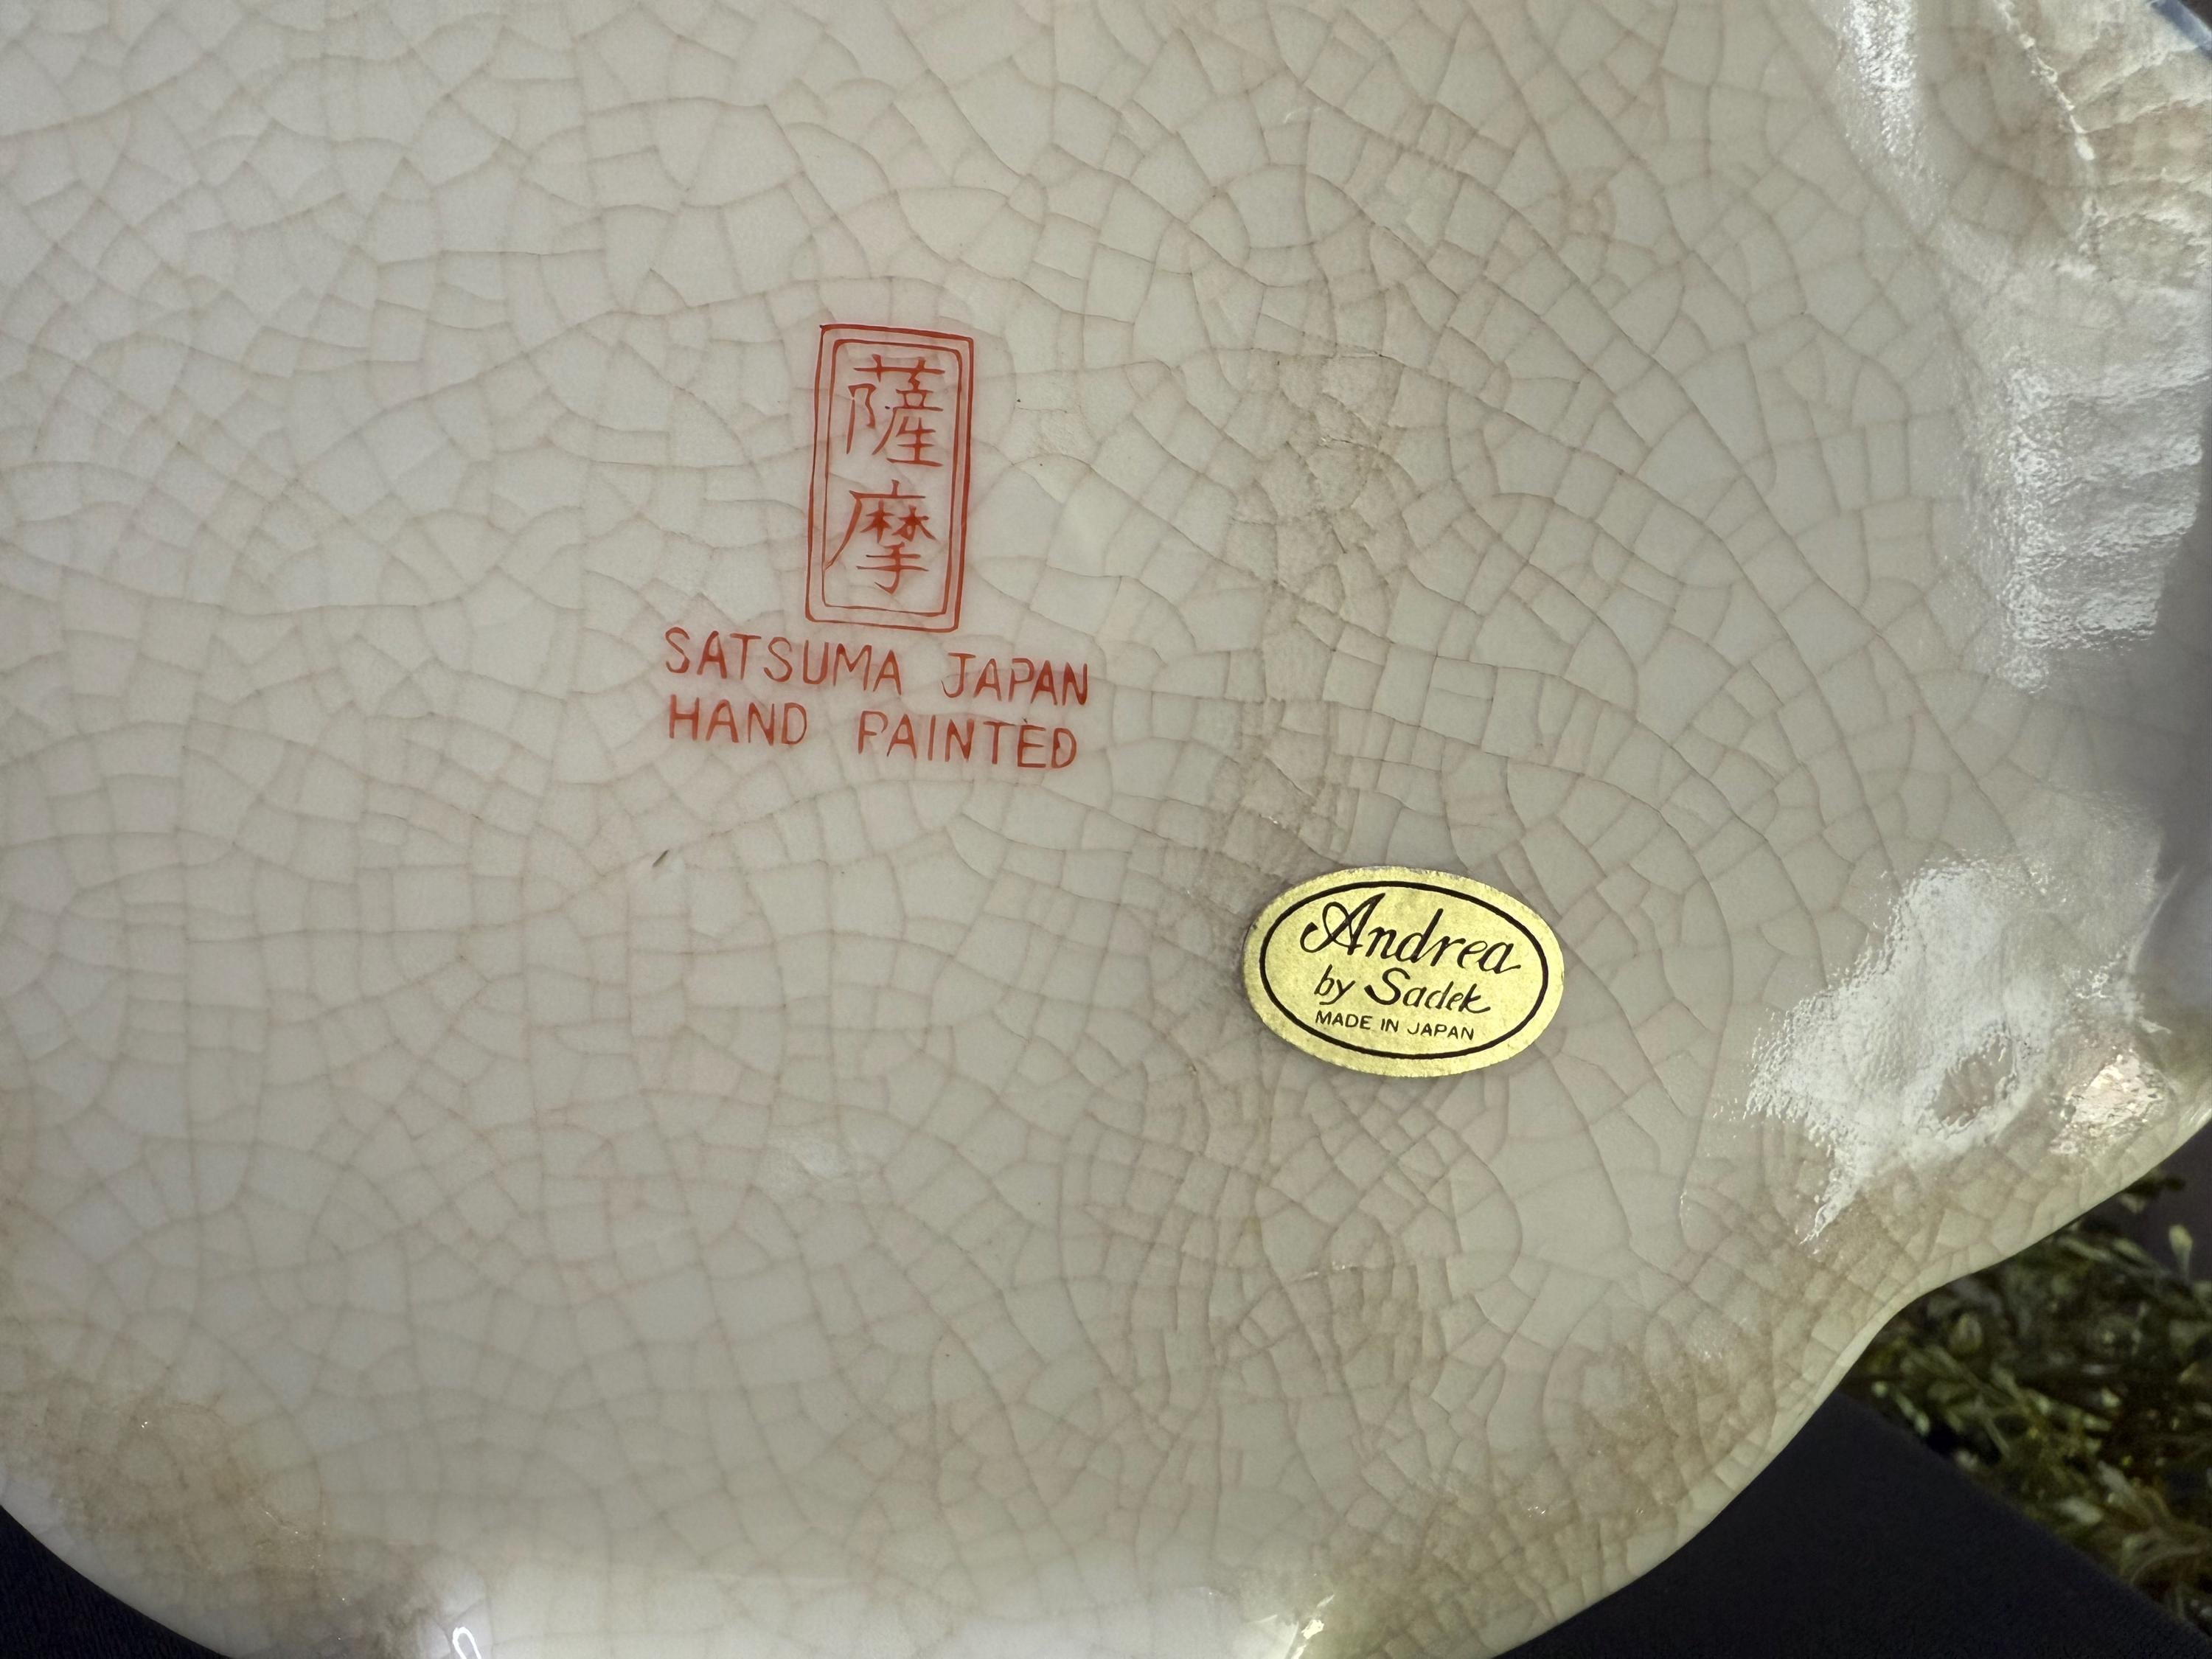 薩
摩
SATSUMA JAPAN
HAND PAINTED
Andrea
by Sadek
MADE IN JAPAN